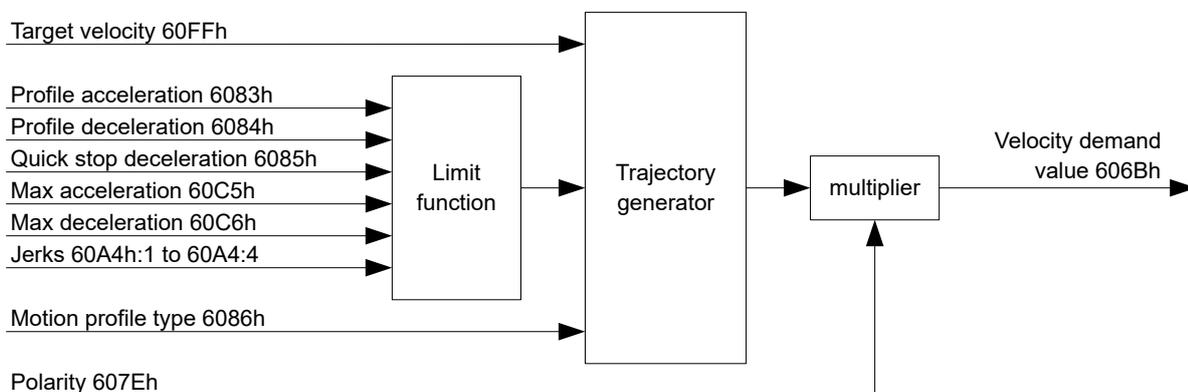 Target velocity 60FFh
Profile acceleration 6083h
Profile deceleration 6084h
Quick stop deceleration 6085h
Max acceleration 60C5h
Max deceleration 60C6h
Jerks 60A4h:1 to 60A4:4
Limit
function
Motion profile type 6086h
Polarity 607Eh
Trajectory
generator
multiplier
Velocity demand
value 606Bh